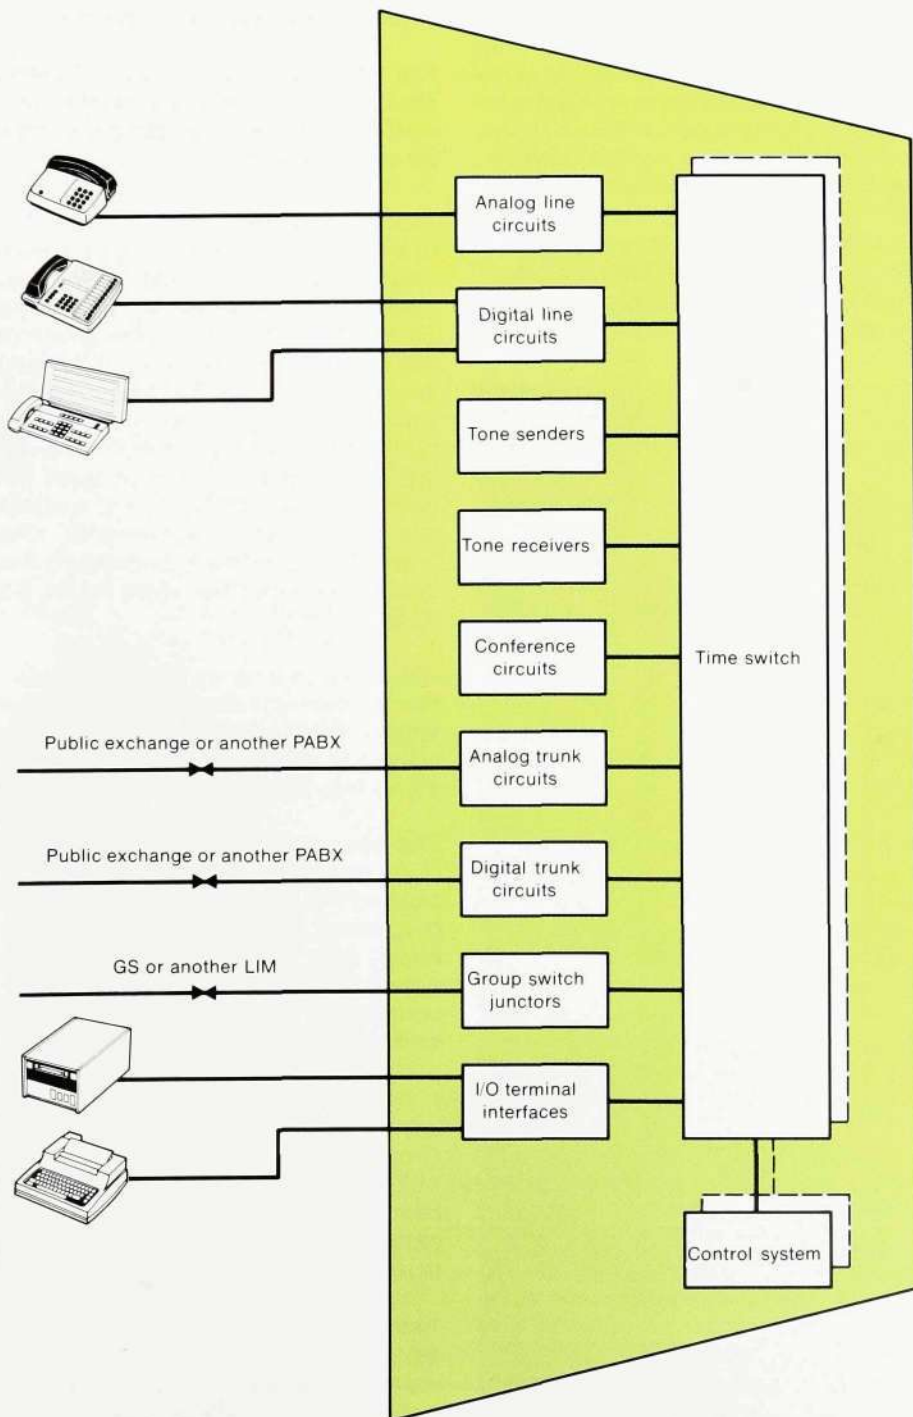 Analog line
circuits
Digital line
circuits
Tone senders
Tone receivers
Conference
circuits
Time switch
Public exchange or another PABX
Analog trunk
circuits
Public exchange or another PABX
Digital trunk
circuits
GS or another LIM
Group switch
junctors
I/O terminal
interfaces
Control system